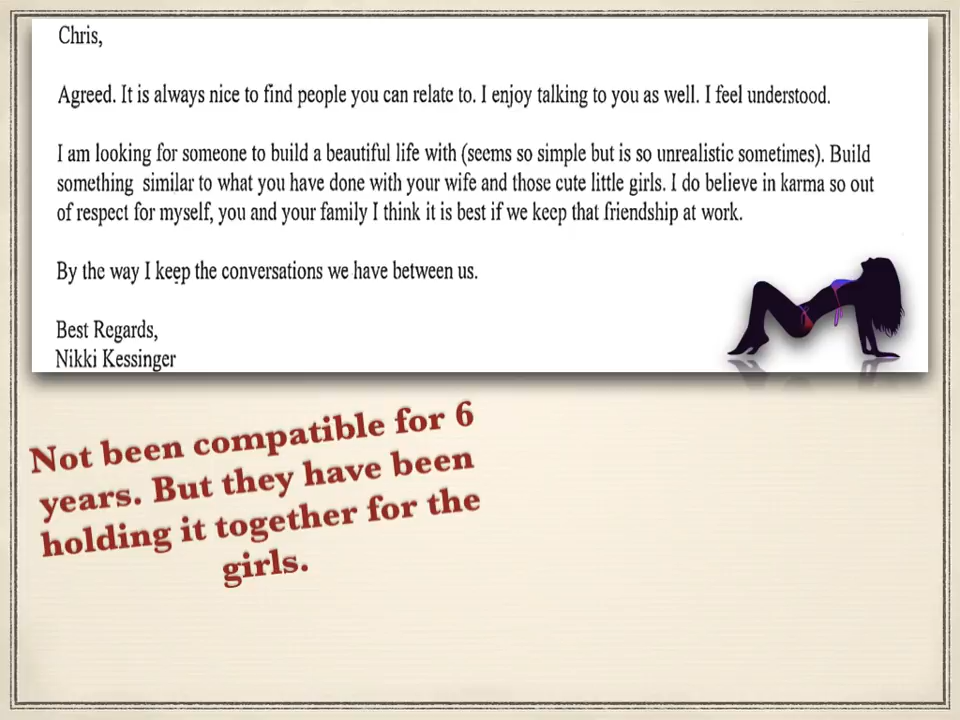 Chris,
Agreed. It is always nice to find people you can relate to. I enjoy talking to you as well. I feel understood.
I am looking for someone to build a beautiful life with (seems so simple but is so unrealistic sometimes). Build
something similar to what you have done with your wife and those cute little girls. I do believe in karma so out
of respect for myself, you and your family I think it is best if we keep that friendship at work.
By the way I keep the conversations we have between us.
Best Regards,
Nikki Kessinger
Not been compatible for 6
years. But they have been
holding it together for the
girls.